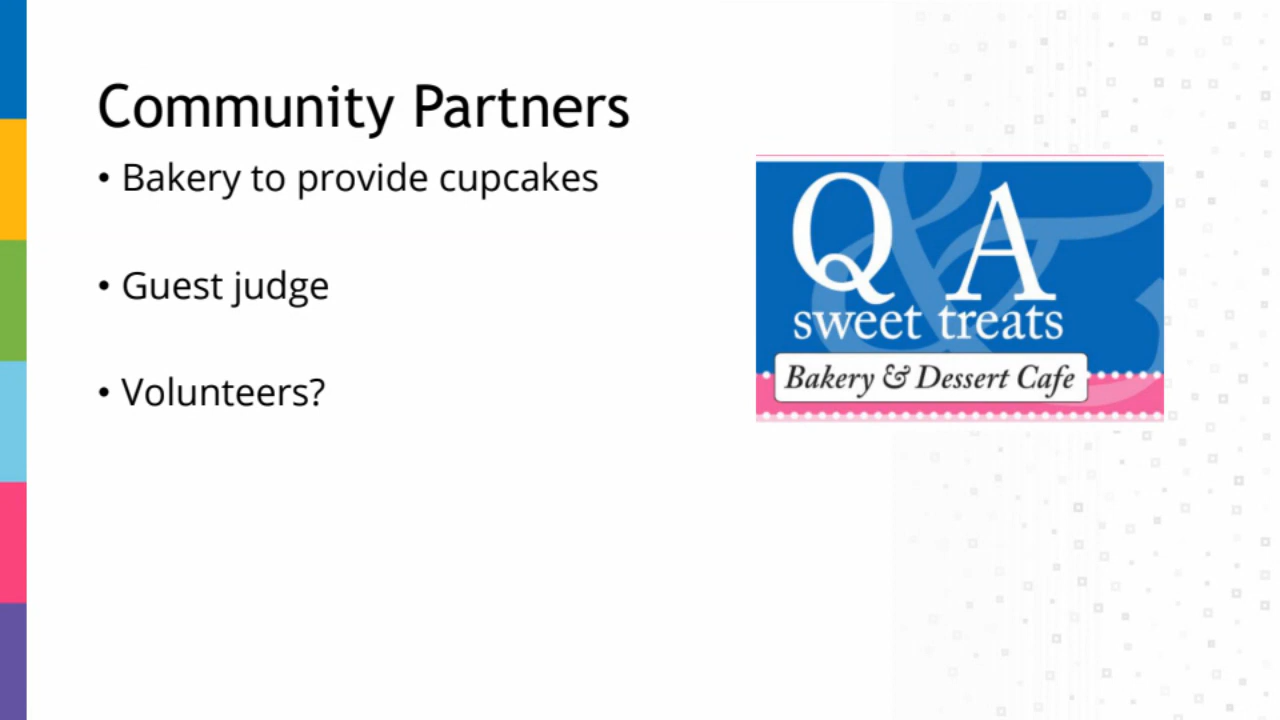 Community Partners
• Bakery to provide cupcakes
• Guest judge
• Volunteers?
Q & A
sweet treats
Bakery & Dessert Cafe